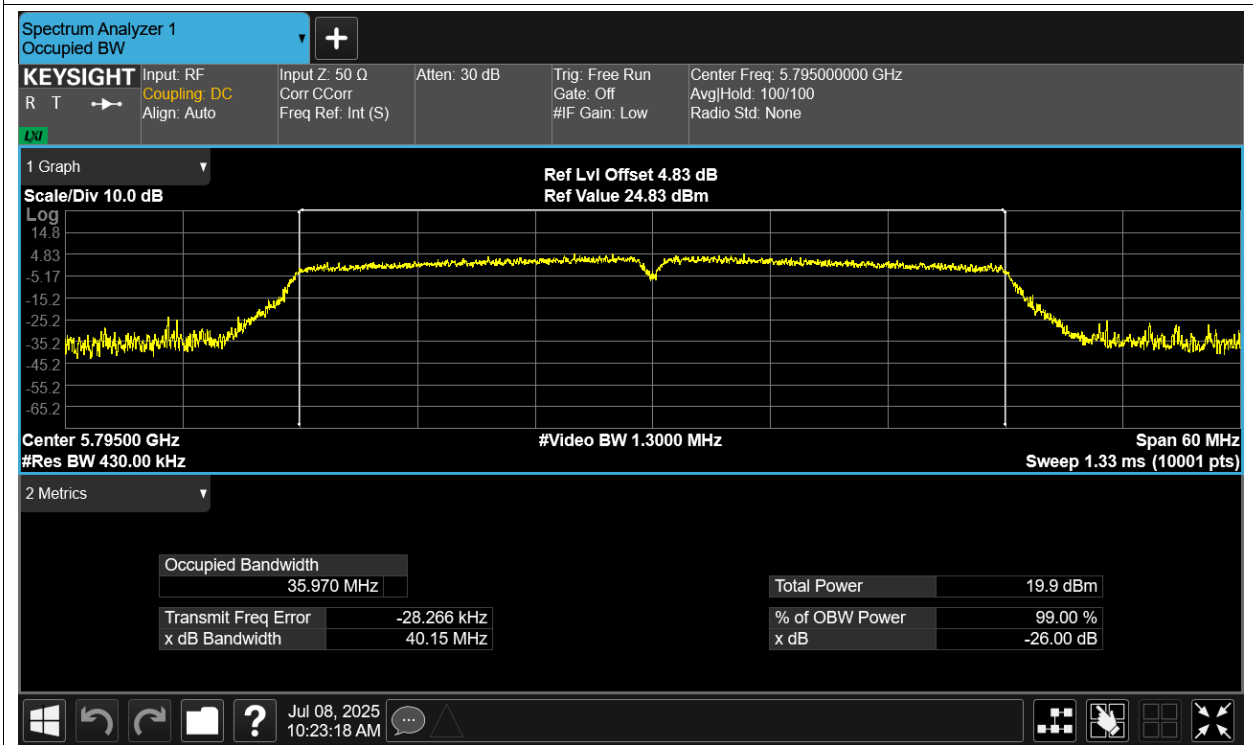 Spectrum Analyzer 1
Occupied BW
KEYSIGHT
R T
LXI
Input: RF
Coupling: DC
Align: Auto
Input Z: 50 Ω
Corr CCorr
Freq Ref: Int (S)
Atten: 30 dB
Trig: Free Run
Gate: Off
#IF Gain: Low
Center Freq: 5.795000000 GHz
Avg|Hold: 100/100
Radio Std: None
1 Graph
Scale/Div 10.0 dB
Ref Lvl Offset 4.83 dB
Ref Value 24.83 dBm
Log
14.8
4.83
-5.17
-15.2
-25.2
-35.2
-45.2
-55.2
-65.2
Center 5.79500 GHz
#Res BW 430.00 kHz
#Video BW 1.3000 MHz
Span 60 MHz
Sweep 1.33 ms (10001 pts)
2 Metrics
Occupied Bandwidth
35.970 MHz
Transmit Freq Error -28.266 kHz
x dB Bandwidth 40.15 MHz
Total Power 19.9 dBm
% of OBW Power 99.00 %
x dB -26.00 dB
?
Jul 08, 2025
10:23:18 AM